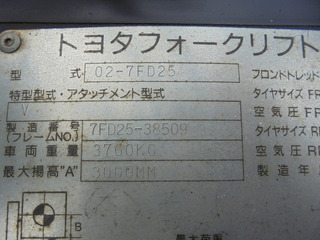 トヨタフォークリフト
型式 02-7FD25 フロントトレッド
特型型式・アタッチメント型式 タイヤサイズ F
V 空気圧 F
製造番号 7FD25-38509 タイヤサイズ R
(フレームNO.)
車両重量 3700KG 空気圧 R
最大揚高"A" 3000MM 製造年
B